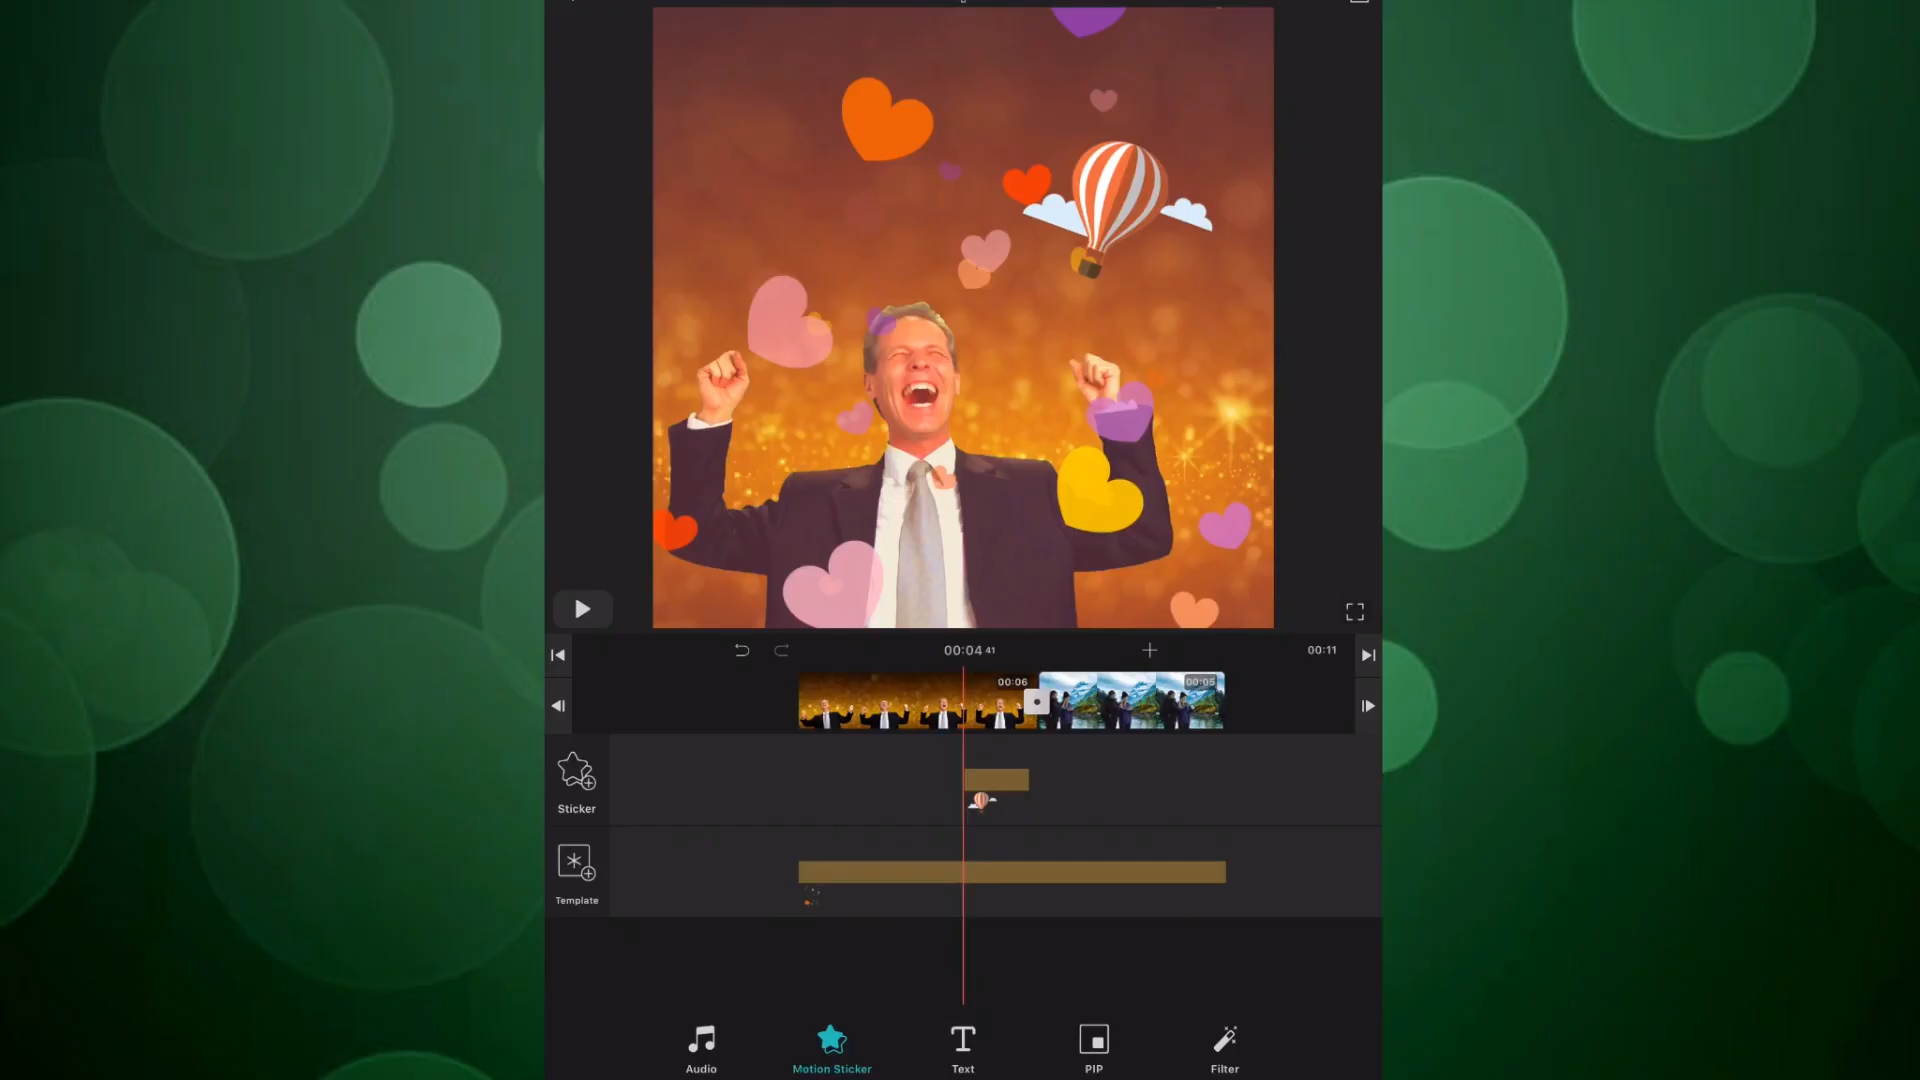 00:04 41
00:11
00:06
00:05
Sticker
Template
Audio
Motion Sticker
Text
PIP
Filter